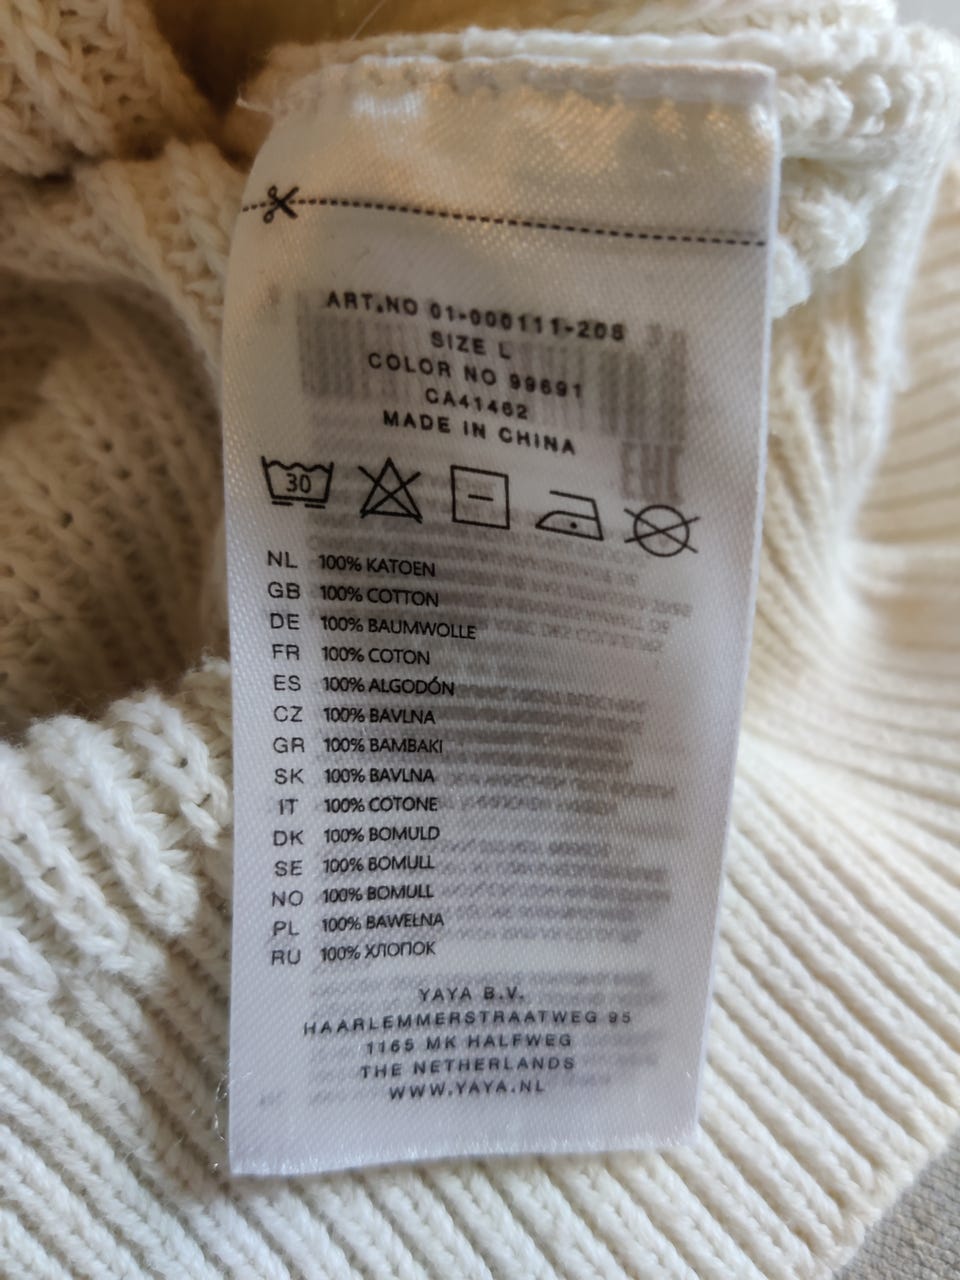 ART.NO 01-000111-208
SIZE L
COLOR NO 99691
CA41462
MADE IN CHINA
30
NL 100% KATOEN
GB 100% COTTON
DE 100% BAUMWOLLE
FR 100% COTON
ES 100% ALGODÓN
CZ 100% BAVLNA
GR 100% BAMBAKI
SK 100% BAVLNA
IT 100% COTONE
DK 100% BOMULD
SE 100% BOMULL
NO 100% BOMULL
PL 100% BAWEŁNA
RU 100% ХЛОПОК
YAYA B.V.
HAARLEMMERSTRAATWEG 95
1165 MK HALFWEG
THE NETHERLANDS
WWW.YAYA.NL